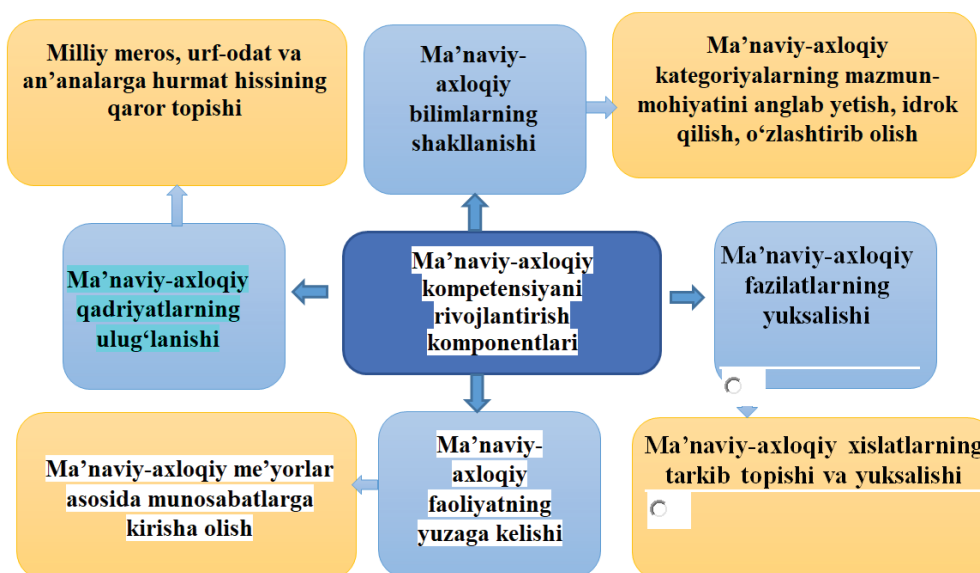 Milliy meros, urf-odat va
an’analarga hurmat hissining
qaror topishi
Ma’naviy-
axloqiy
bilimlarning
shakllanishi
Ma’naviy-axloqiy
kategoriyalarning mazmun-
mohiyatini anglab yetish, idrok
qilish, o‘zlashtirib olish
Ma’naviy-axloqiy
qadriyatlarning
ulug‘lanishi
Ma’naviy-axloqiy
kompetensiyani
rivojlantirish
komponentlari
Ma’naviy-axloqiy
fazilatlarning
yuksalishi
Ma’naviy-axloqiy me’yorlar
asosida munosabatlarga
kirisha olish
Ma’naviy-
axloqiy
faoliyatning
yuzaga kelishi
Ma’naviy-axloqiy xislatlarning
tarkib topishi va yuksalishi